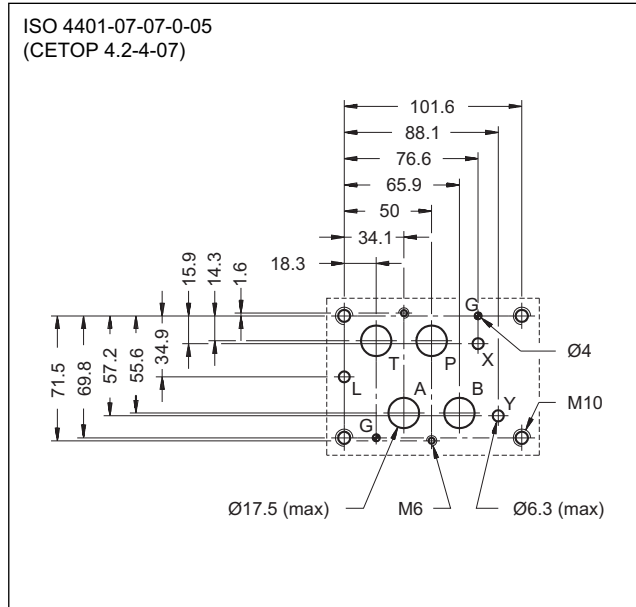 ISO 4401-07-07-0-05
(CETOP 4.2-4-07)
101.6
88.1
76.6
65.9
50
34.1
18.3
15.9
14.3
1.6
G
Ø4
T
P
X
71.5
69.8
57.2
55.6
34.9
L
A
B
Y
M10
G
Ø17.5 (max)
M6
Ø6.3 (max)